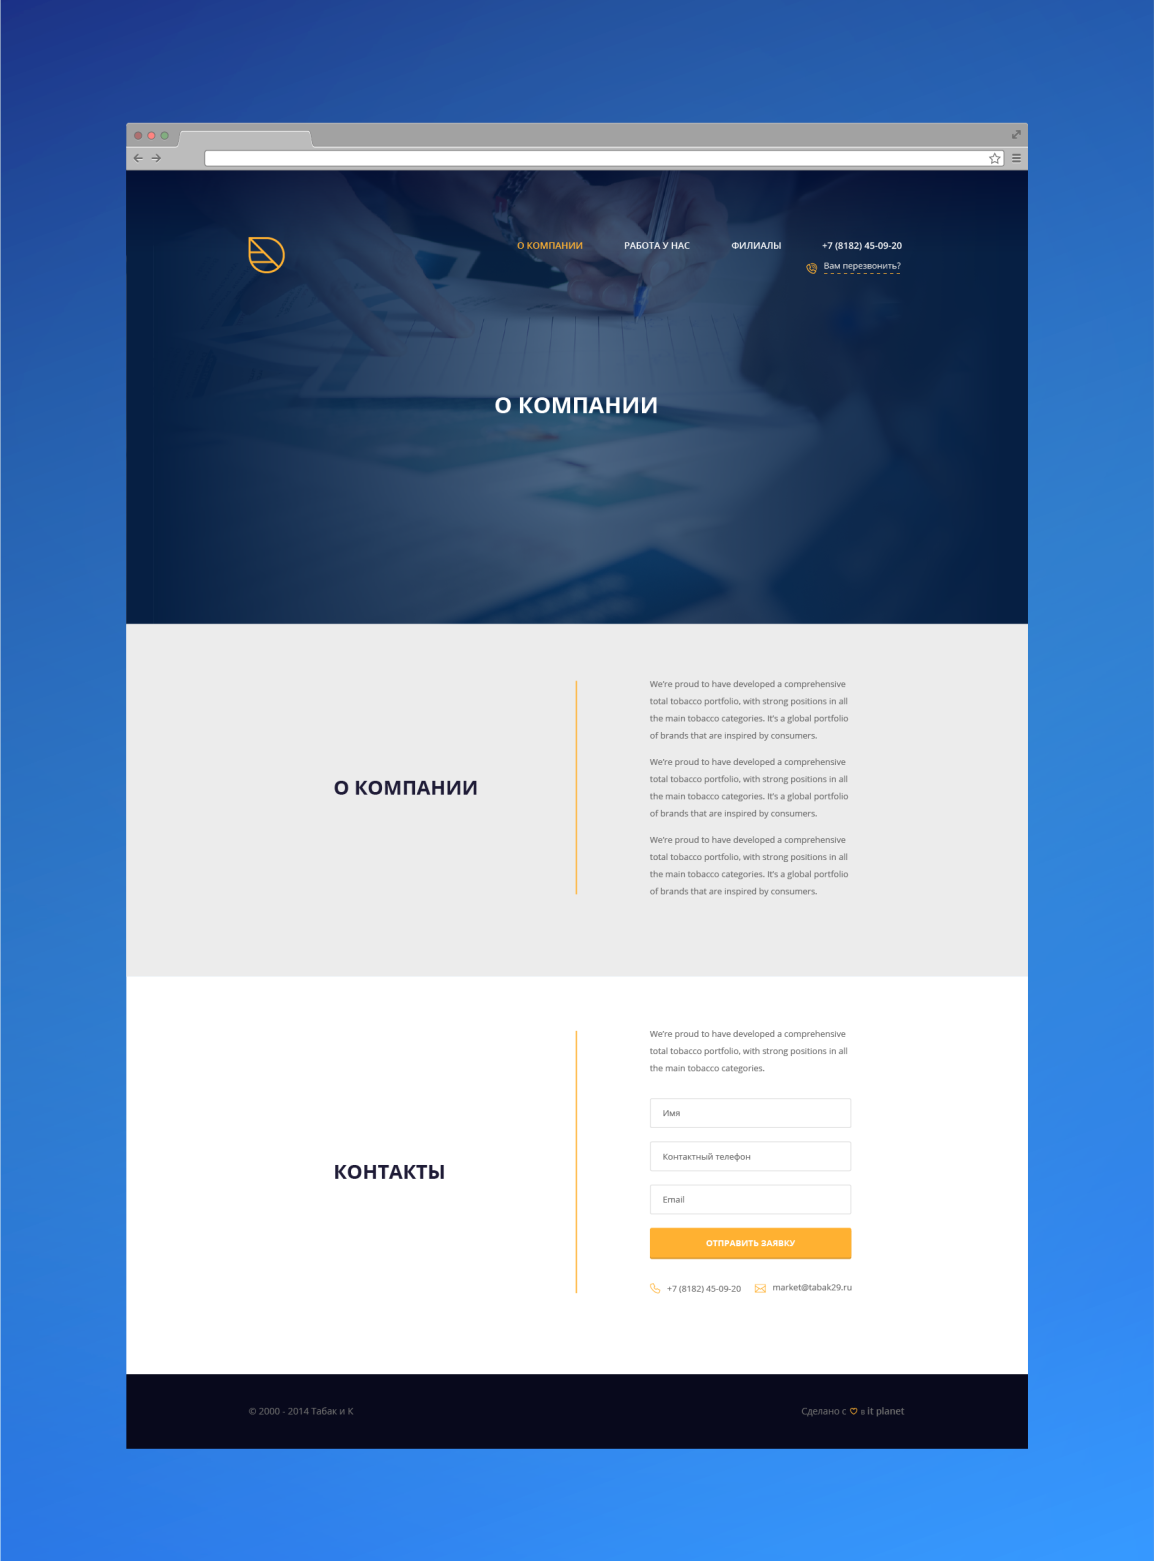 О КОМПАНИИ РАБОТА У НАС ФИЛИАЛЫ +7 (8182) 45-09-20
Вам перезвонить?
О КОМПАНИИ
О КОМПАНИИ
We're proud to have developed a comprehensive
total tobacco portfolio, with strong positions in all
the main tobacco categories. It's a global portfolio
of brands that are inspired by consumers.
We're proud to have developed a comprehensive
total tobacco portfolio, with strong positions in all
the main tobacco categories. It's a global portfolio
of brands that are inspired by consumers.
We're proud to have developed a comprehensive
total tobacco portfolio, with strong positions in all
the main tobacco categories. It's a global portfolio
of brands that are inspired by consumers.
КОНТАКТЫ
We're proud to have developed a comprehensive
total tobacco portfolio, with strong positions in all
the main tobacco categories.
Имя
Контактный телефон
Email
ОТПРАВИТЬ ЗАЯВКУ
+7 (8182) 45-09-20 market@tabak29.ru
© 2000 - 2014 Табак и К
Сделано с в it planet